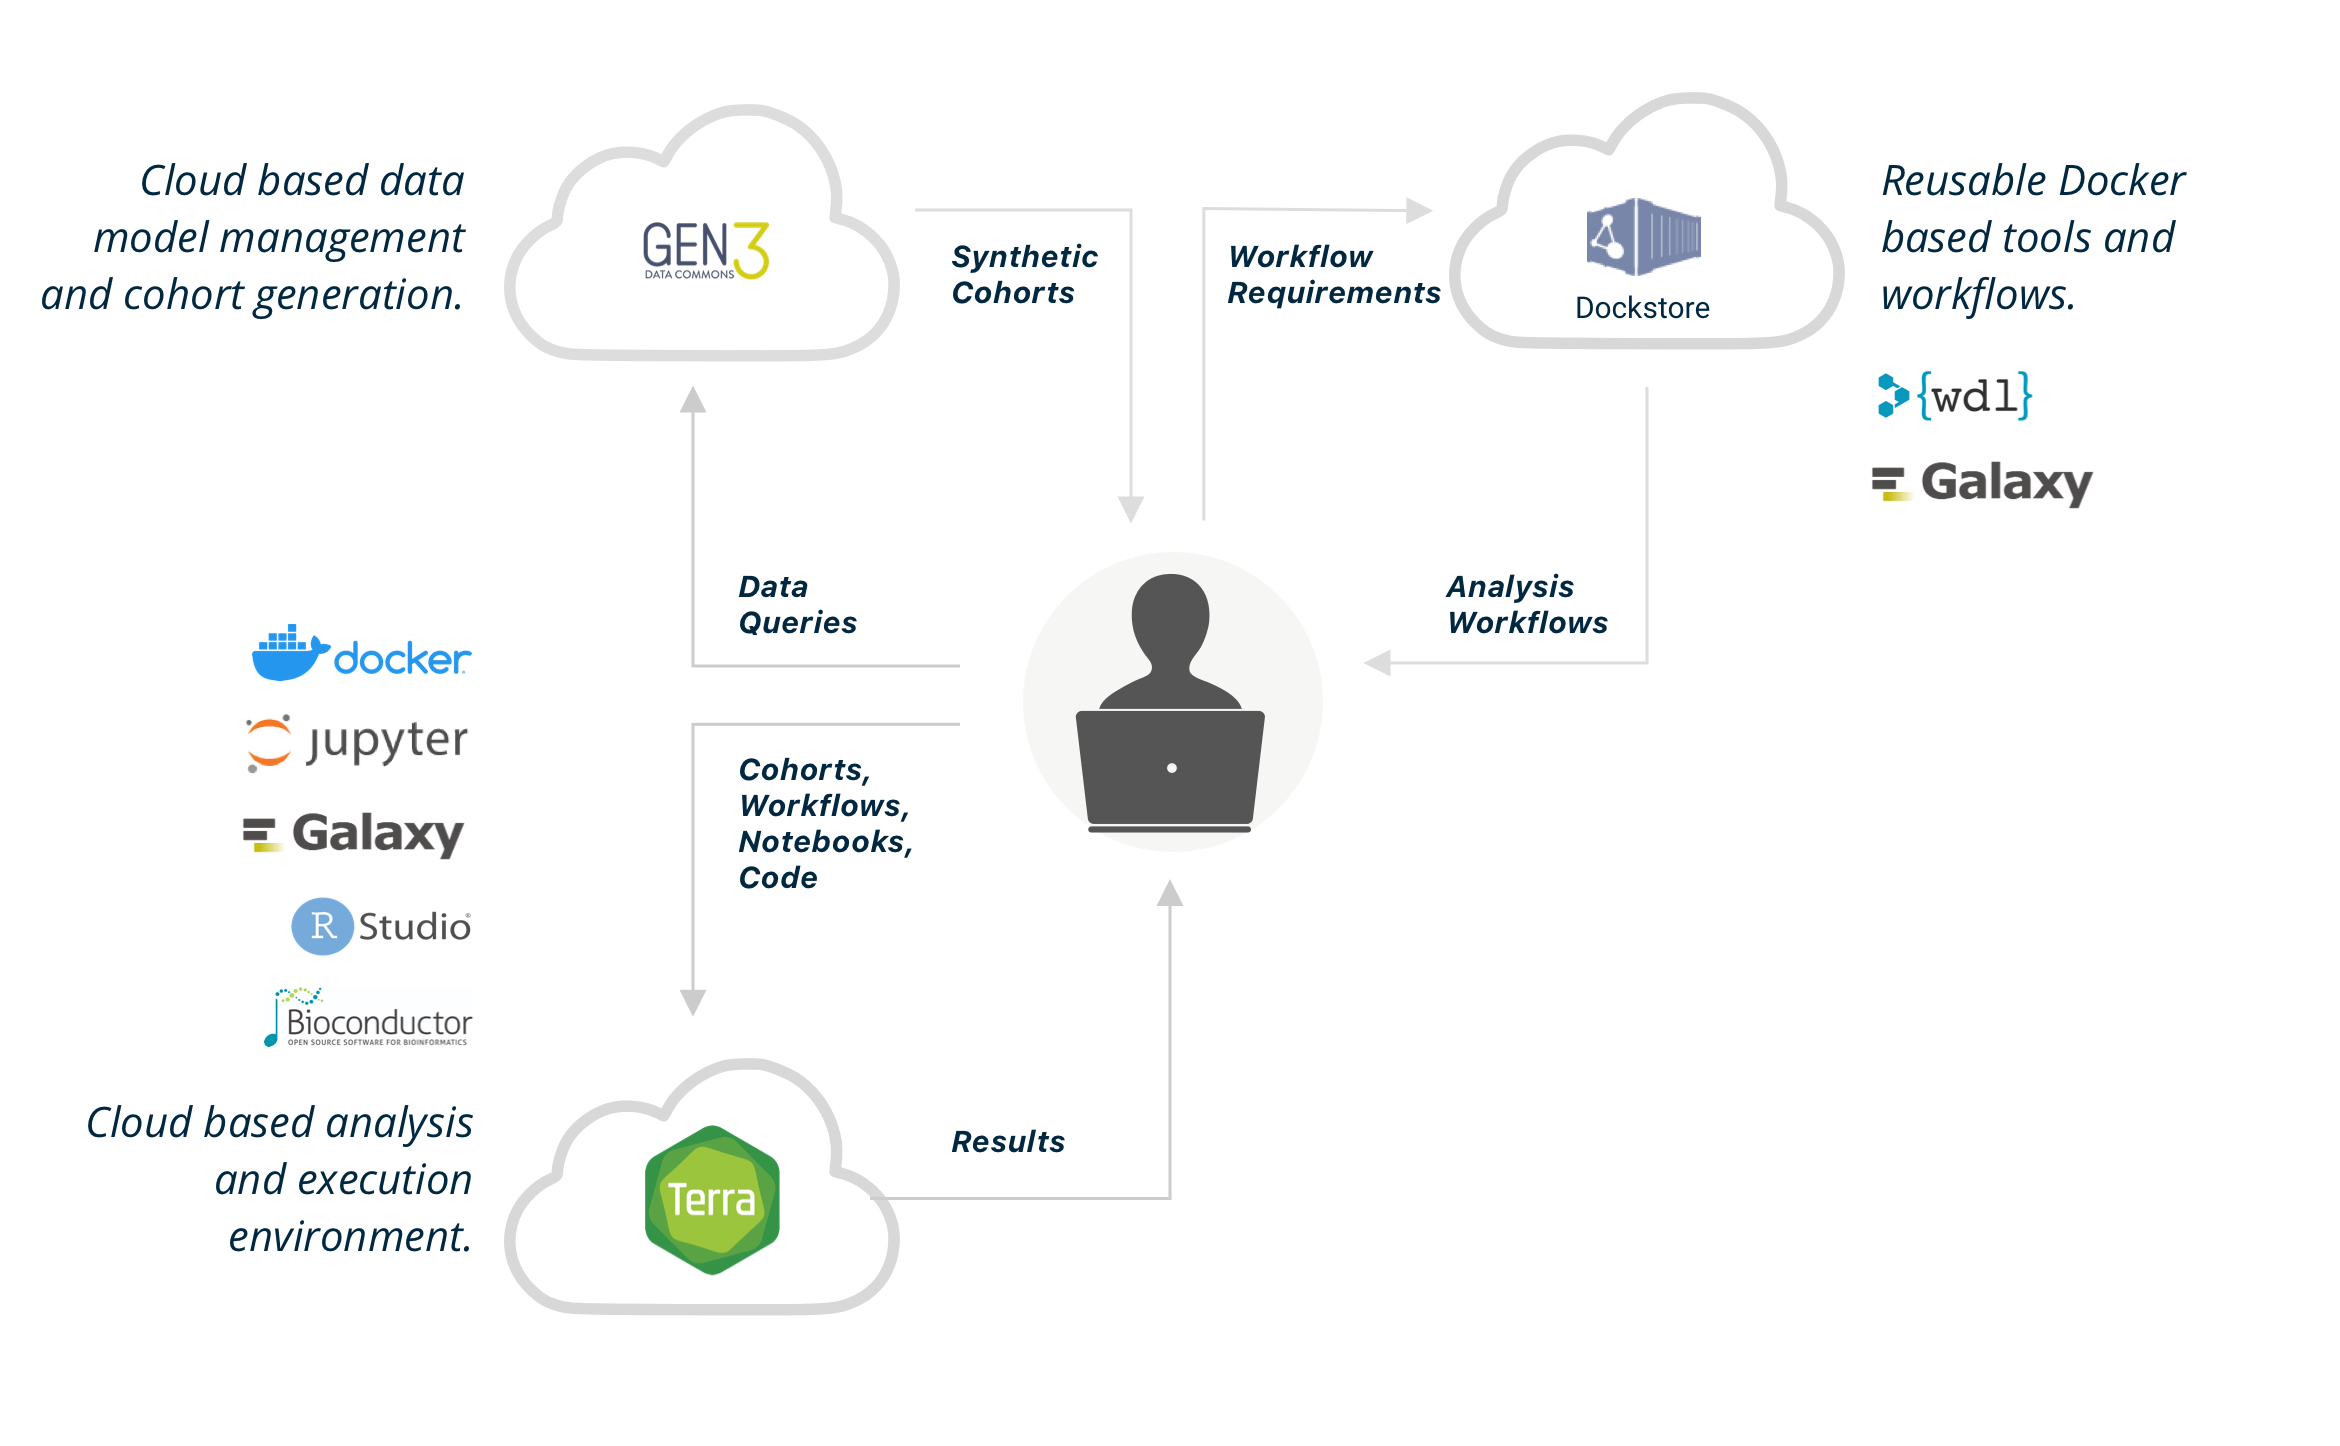 Cloud based data
model management
and cohort generation.
GEN3
DATA COMMONS
Synthetic
Cohorts
Workflow
Requirements
Dockstore
Reusable Docker
based tools and
workflows.
{wdl}
Galaxy
Data
Queries
Analysis
Workflows
docker
jupyter
Galaxy
R Studio®
Bioconductor
OPEN SOURCE SOFTWARE FOR BIOINFORMATICS
Cohorts,
Workflows,
Notebooks,
Code
Cloud based analysis
and execution
environment.
Terra
Results